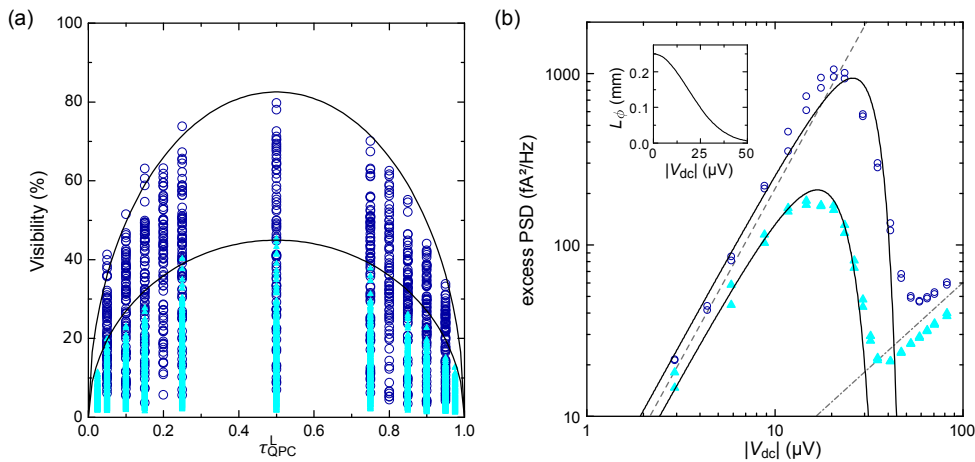 (a)
100
80
60
40
20
0
Visibility (%)
0.0 0.2 0.4 0.6 0.8 1.0
τ^L_QPC
(b)
1000
100
10
excess PSD (fA²/Hz)
0.2
0.1
0.0
L_ϕ (mm)
0 25 50
|V_dc| (μV)
1 10 100
|V_dc| (μV)